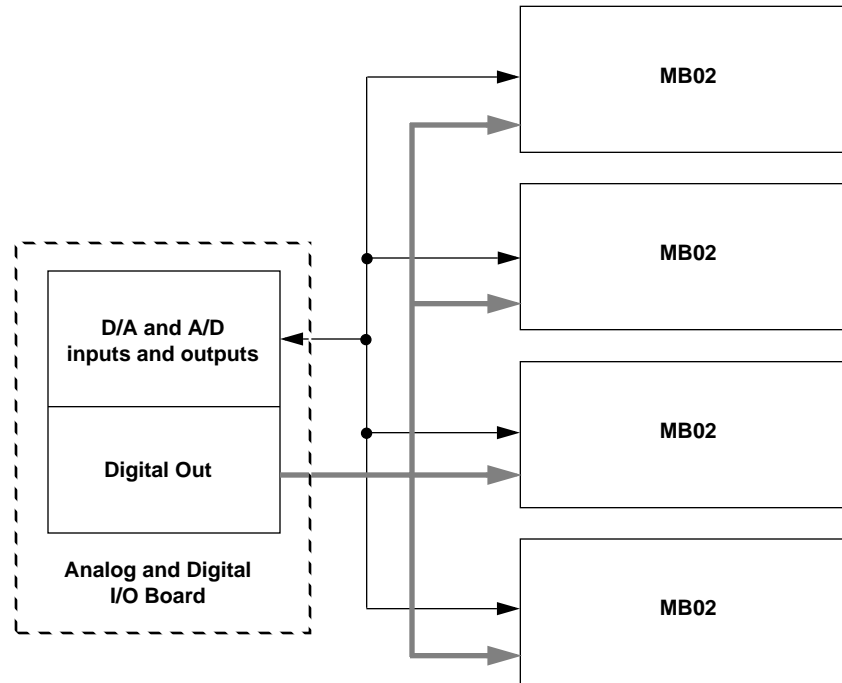 MB02
MB02
D/A and A/D
inputs and outputs
Digital Out
Analog and Digital
I/O Board
MB02
MB02